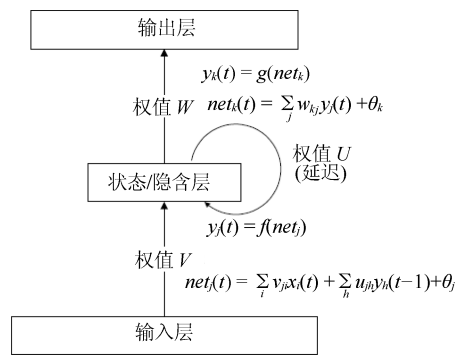 输出层
yₖ(t) = g(netₖ)
权值 W
netₖ(t) = ∑ⱼ wₖⱼyⱼ(t) +θₖ
权值 U
(延迟)
状态/隐含层
yⱼ(t) = f(netⱼ)
权值 V
netⱼ(t) = ∑ᵢ vⱼᵢxᵢ(t) + ∑ₕ uⱼₕyₕ(t−1)+θⱼ
输入层